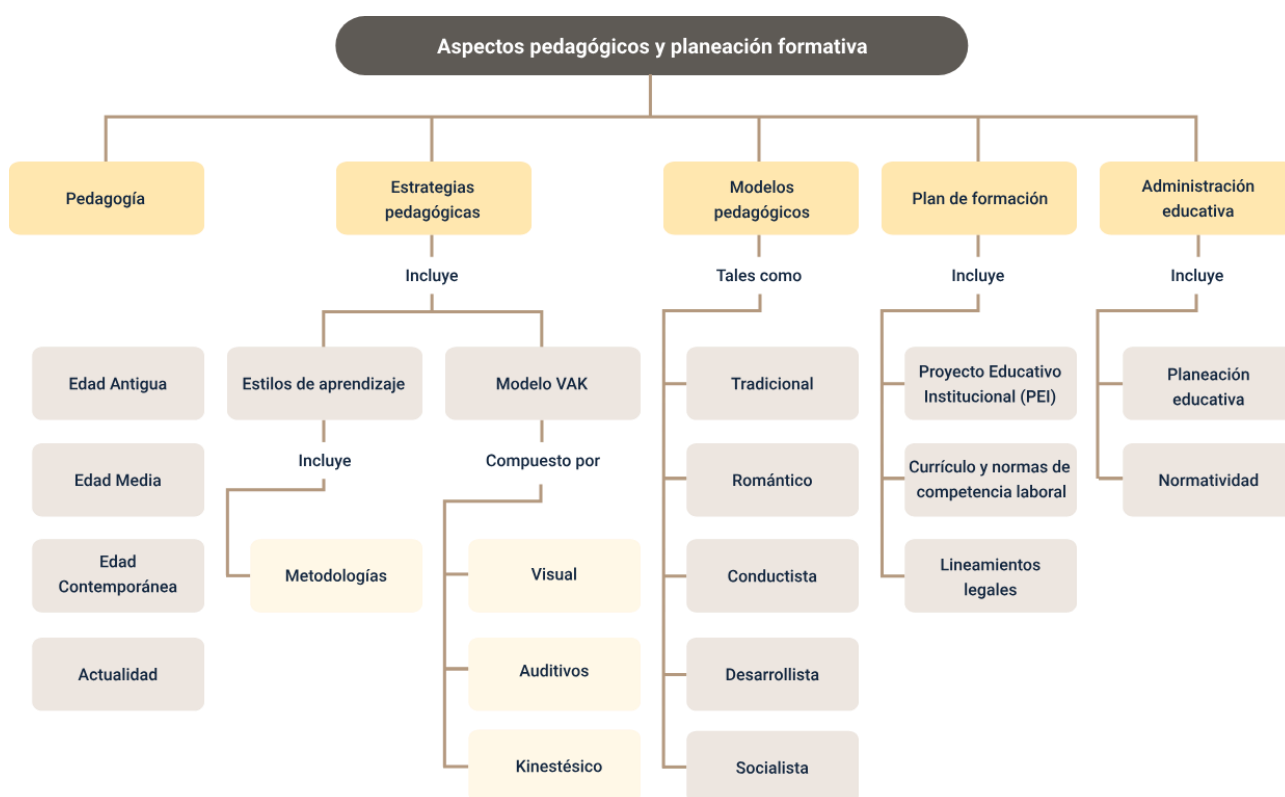 Aspectos pedagógicos y planeación formativa
Pedagogía
Estrategias
pedagógicas
Modelos
pedagógicos
Plan de formación
Administración
educativa
Incluye
Tales como
Incluye
Incluye
Edad Antigua
Edad Media
Edad
Contemporánea
Actualidad
Estilos de aprendizaje
Incluye
Metodologías
Modelo VAK
Compuesto por
Visual
Auditivos
Kinestésico
Tradicional
Romántico
Conductista
Desarrollista
Socialista
Proyecto Educativo
Institucional (PEI)
Currículo y normas de
competencia laboral
Lineamientos
legales
Planeación
educativa
Normatividad